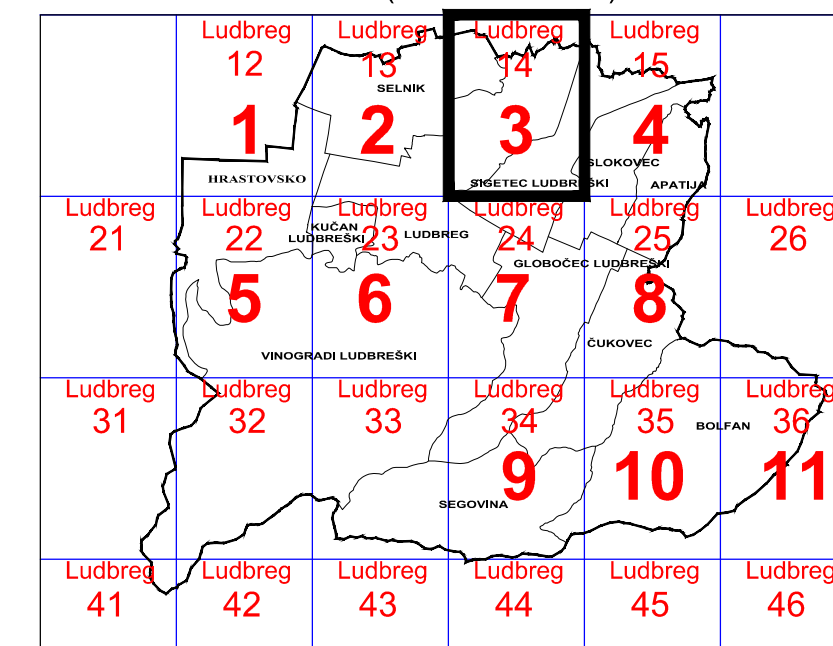 Ludbreg
12
Ludbreg
13
Ludbreg
14
Ludbreg
15
SELNIK
1
2
3
4
SLOKOVEC
HRASTOVSKO
SIGETEC LUDBREŠKI
APATIJA
Ludbreg
21
Ludbreg
22
Ludbreg
23
Ludbreg
24
Ludbreg
25
Ludbreg
26
KUČAN
LUDBREŠKI
LUDBREG
GLOBOČEC LUDBREŠKI
5
6
7
8
ČUKOVEC
VINOGRADI LUDBREŠKI
Ludbreg
31
Ludbreg
32
Ludbreg
33
Ludbreg
34
Ludbreg
35
Ludbreg
36
BOLFAN
9
10
11
SEGOVINA
Ludbreg
41
Ludbreg
42
Ludbreg
43
Ludbreg
44
Ludbreg
45
Ludbreg
46